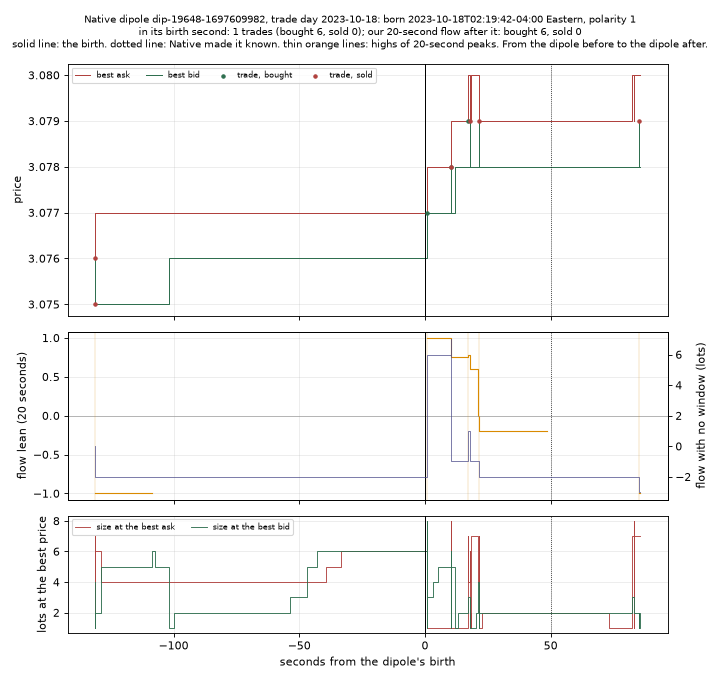 Native dipole dip-19648-1697609982, trade day 2023-10-18: born 2023-10-18T02:19:42-04:00 Eastern, polarity 1
in its birth second: 1 trades (bought 6, sold 0); our 20-second flow after it: bought 6, sold 0
solid line: the birth. dotted line: Native made it known. thin orange lines: highs of 20-second peaks. From the dipole before to the dipole after.
best ask
best bid
trade, bought
trade, sold
3.080
3.079
3.078
3.077
3.076
3.075
price
1.0
0.5
0.0
−0.5
−1.0
flow lean (20 seconds)
6
4
2
0
−2
flow with no window (lots)
size at the best ask
size at the best bid
8
6
4
2
lots at the best price
−100
−50
0
50
seconds from the dipole's birth